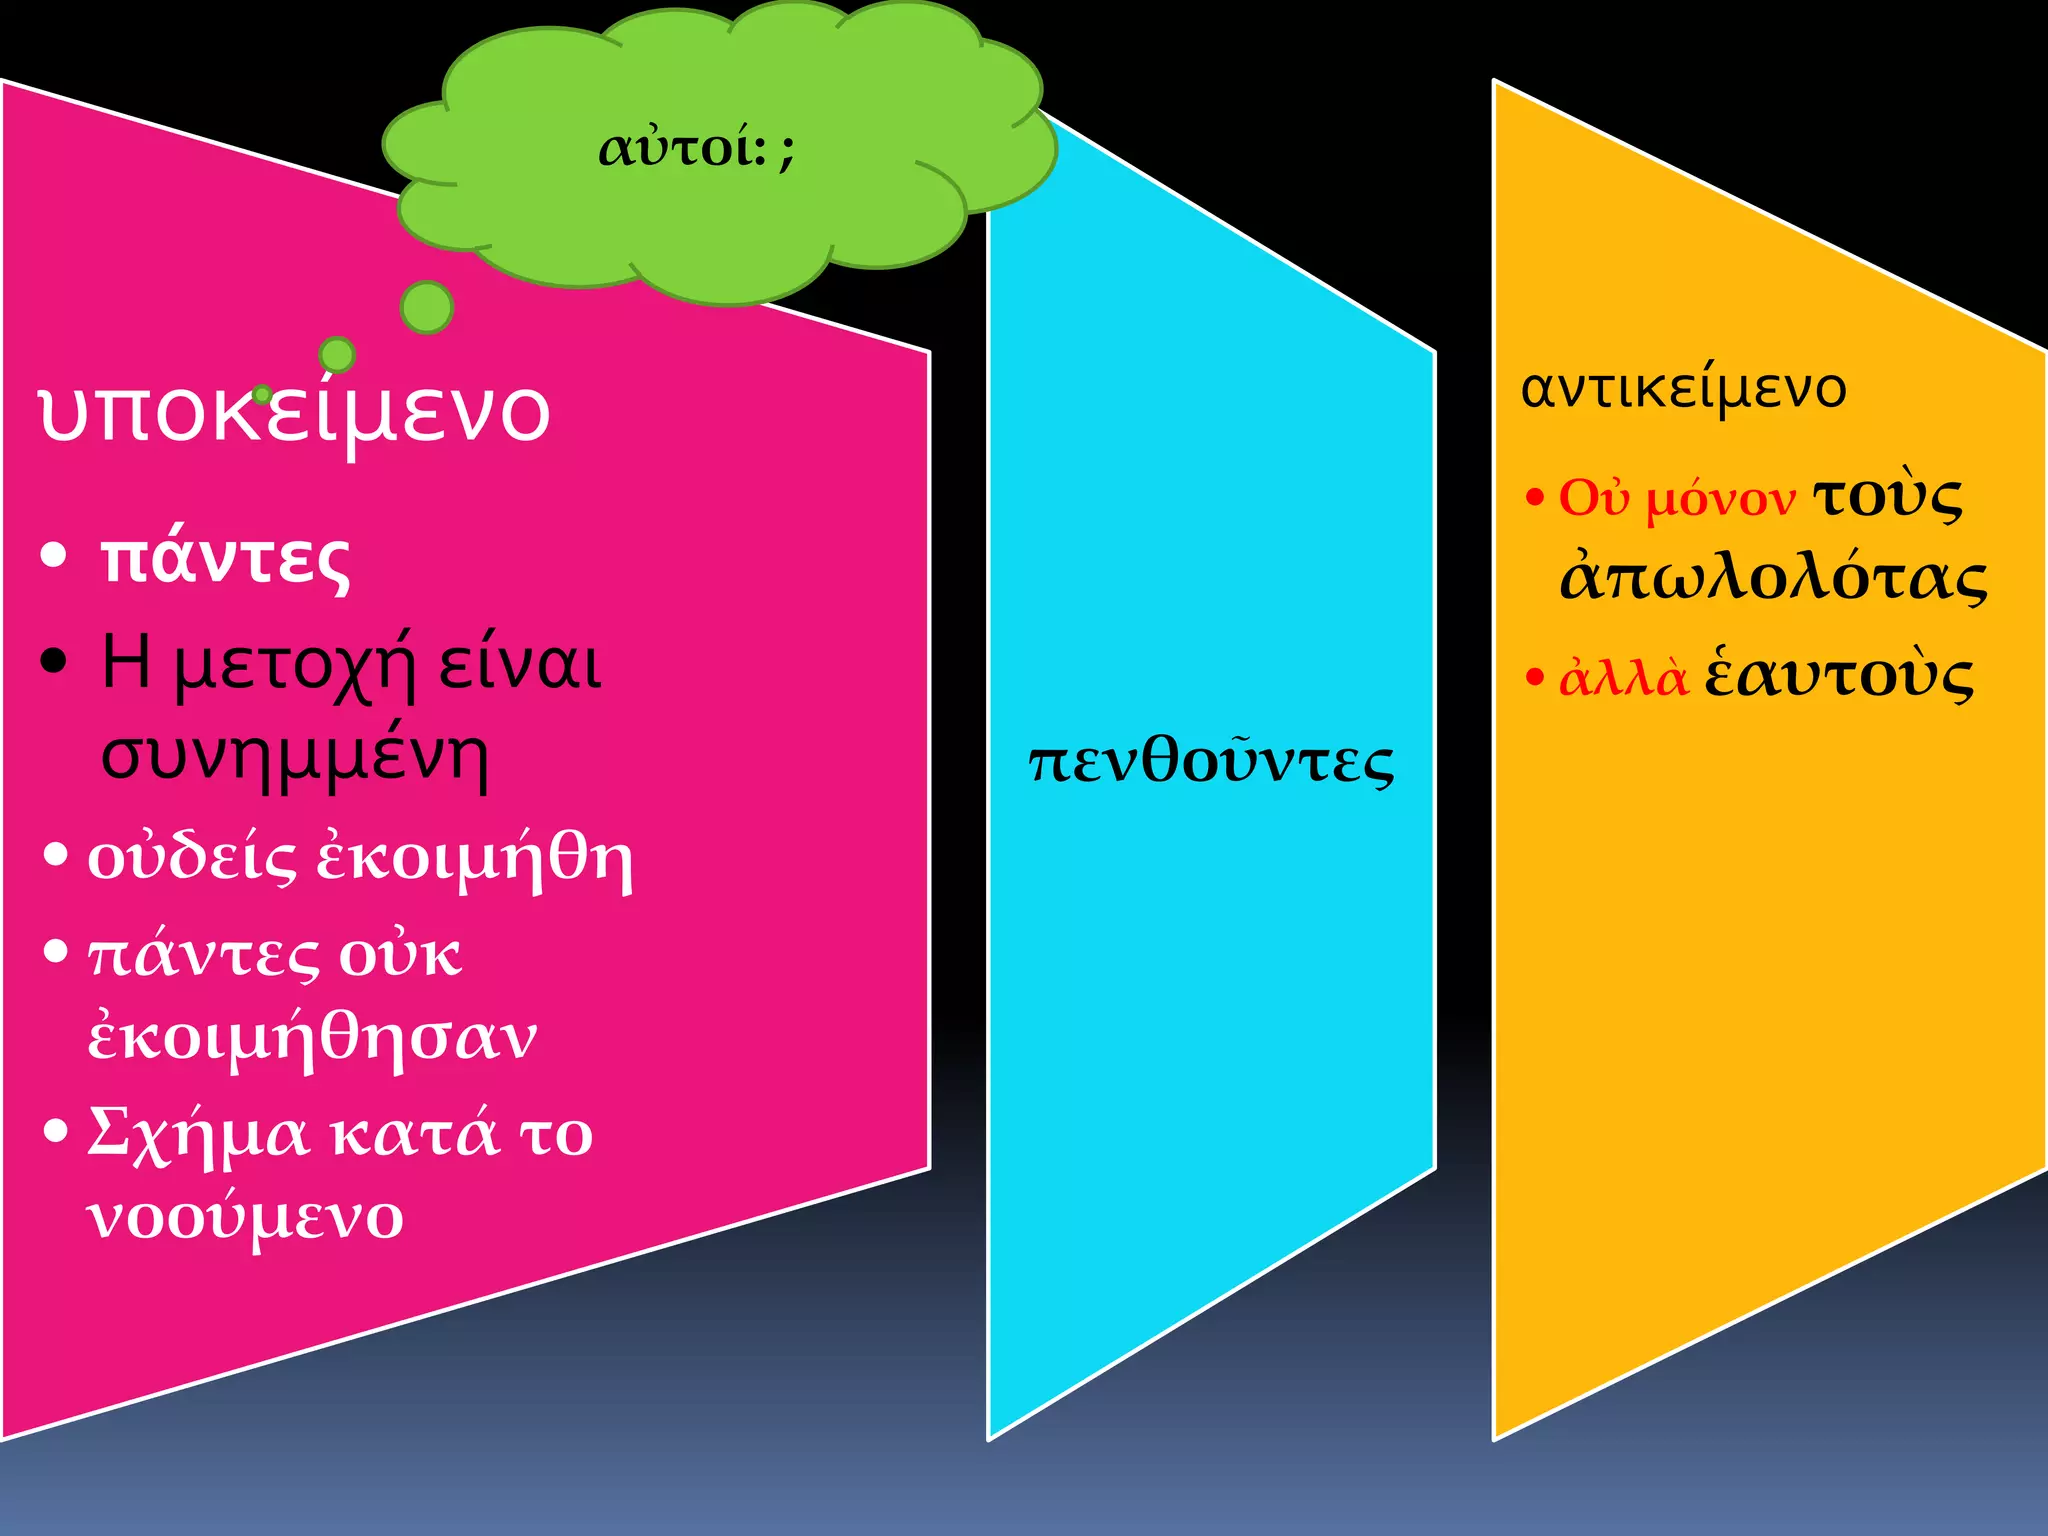 αὐτοί: ;
υποκείμενο
• πάντες
• Η μετοχή είναι
συνημμένη
• οὐδείς ἐκοιμήθη
• πάντες οὐκ
ἐκοιμήθησαν
• Σχήμα κατά το
νοούμενο
πενθοῦντες
αντικείμενο
• Οὐ μόνον τοὺς
ἀπωλολότας
• ἀλλὰ ἑαυτοὺς